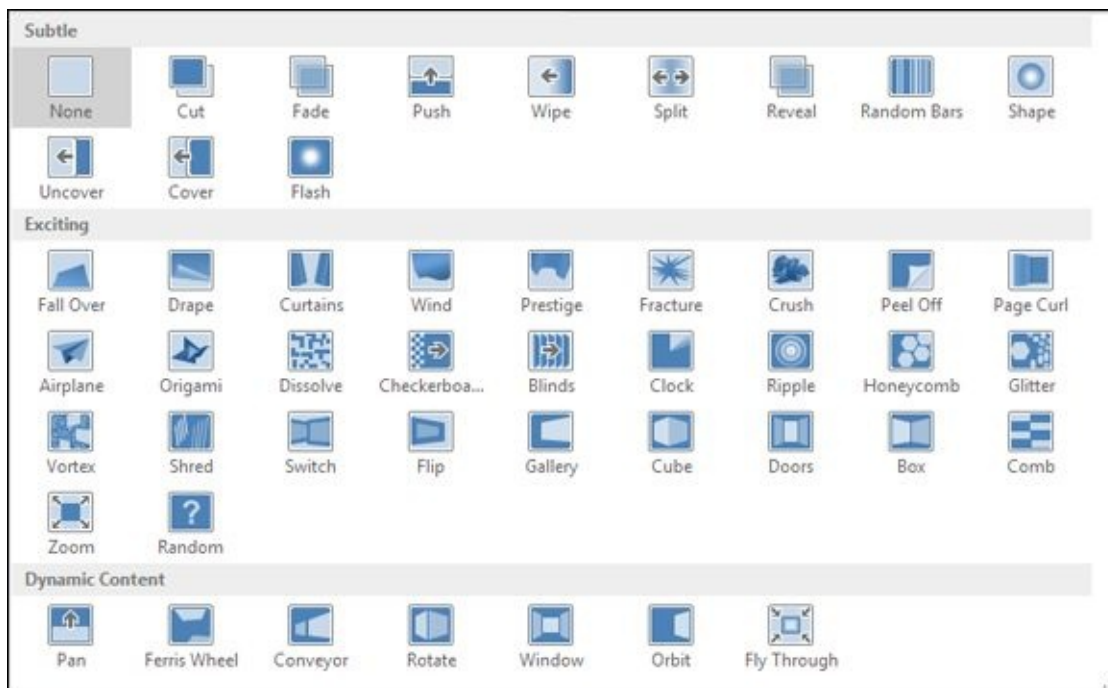 Subtle
None Cut Fade Push Wipe Split Reveal Random Bars Shape
Uncover Cover Flash
Exciting
Fall Over Drape Curtains Wind Prestige Fracture Crush Peel Off Page Curl
Airplane Origami Dissolve Checkerboa... Blinds Clock Ripple Honeycomb Glitter
Vortex Shred Switch Flip Gallery Cube Doors Box Comb
?
Zoom Random
Dynamic Content
Pan Ferris Wheel Conveyor Rotate Window Orbit Fly Through